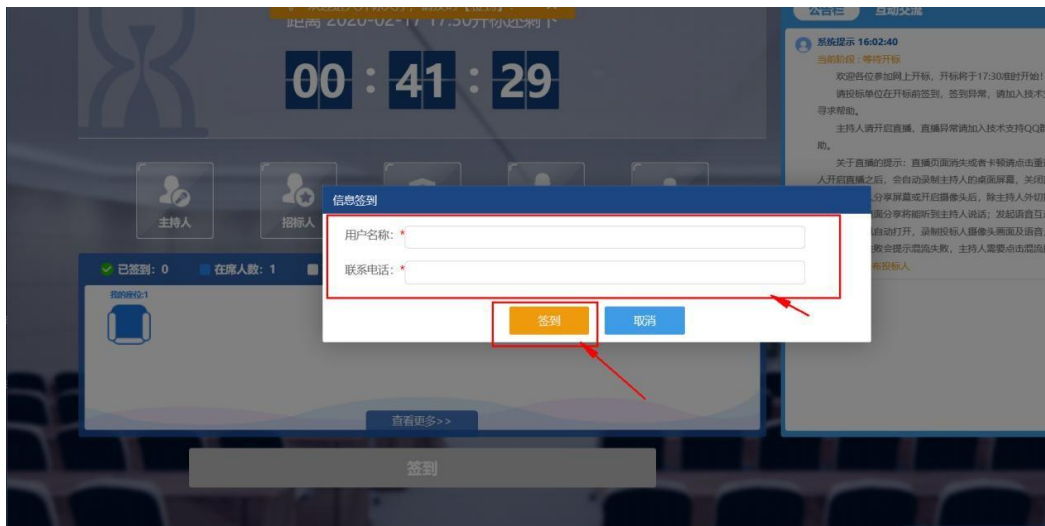 距离 2020-02-17 17:30开标还剩下
00 : 41 : 29
主持人
招标人
已签到: 0
在席人数: 1
我的座位:1
查看更多>>
签到
信息签到
用户名称: *
联系电话: *
签到
取消
公告栏
互动交流
系统提示 16:02:40
当前阶段 : 等待开标
欢迎各位参加网上开标，开标将于17:30准时开始!
请投标单位在开标前签到，签到异常，请加入技术
寻求帮助。
主持人请开启直播，直播异常请加入技术支持QQ群
助。
关于直播的提示：直播页面消失或者卡顿请点击重
人开启直播之后，会自动录制主持人的桌面屏幕，关闭
分享屏幕或开启摄像头后，除主持人外切
面分享将能听到主持人说话；发起语音互
自动打开，录制投标人摄像头画面及语音
败会提示混流失败，主持人需要点击混流
布投标人